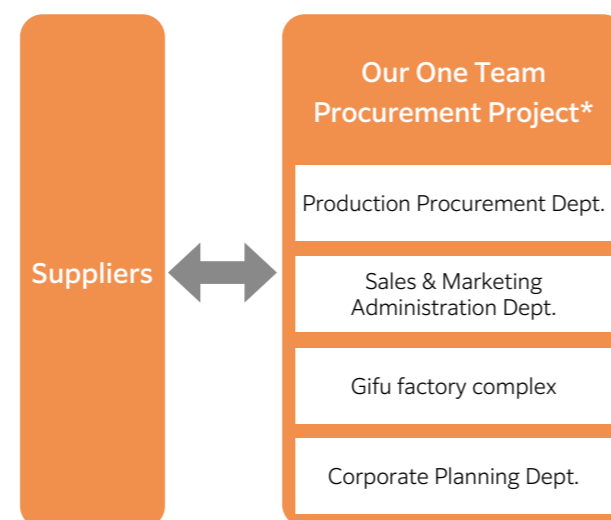 Suppliers
Our One Team
Procurement Project*
Production Procurement Dept.
Sales & Marketing
Administration Dept.
Gifu factory complex
Corporate Planning Dept.